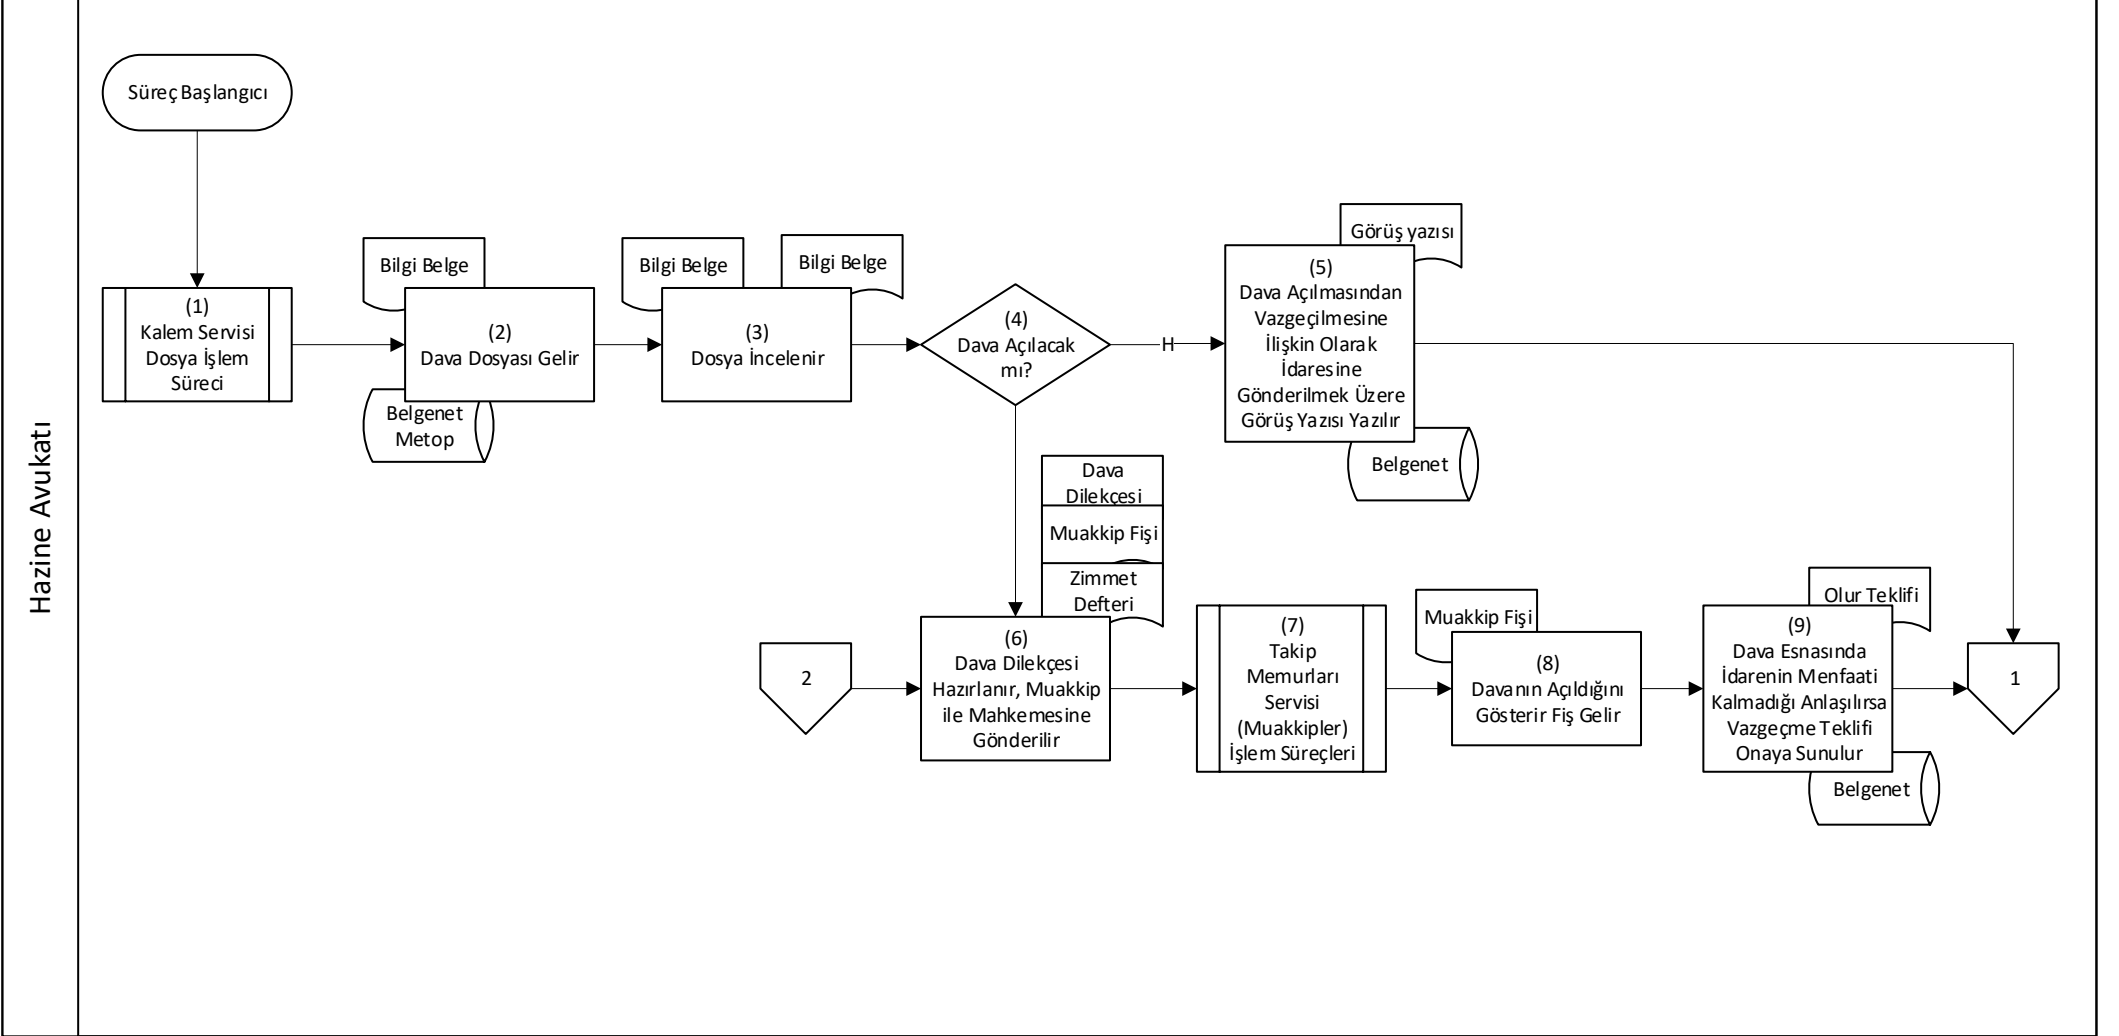 Hazine Avukatı
Süreç Başlangıcı
(1)
Kalem Servisi
Dosya İşlem
Süreci
Bilgi Belge
(2)
Dava Dosyası Gelir
Belgenet
Metop
Bilgi Belge
Bilgi Belge
(3)
Dosya İncelenir
(4)
Dava Açılacak
mı?
H
Görüş yazısı
(5)
Dava Açılmasından
Vazgeçilmesine
İlişkin Olarak
İdaresine
Gönderilmek Üzere
Görüş Yazısı Yazılır
Belgenet
Dava
Dilekçesi
Muakkip Fişi
Zimmet
Defteri
2
(6)
Dava Dilekçesi
Hazırlanır, Muakkip
ile Mahkemesine
Gönderilir
(7)
Takip
Memurları
Servisi
(Muakkipler)
İşlem Süreçleri
Muakkip Fişi
(8)
Davanın Açıldığını
Gösterir Fiş Gelir
Olur Teklifi
(9)
Dava Esnasında
İdarenin Menfaati
Kalmadığı Anlaşılırsa
Vazgeçme Teklifi
Onaya Sunulur
Belgenet
1